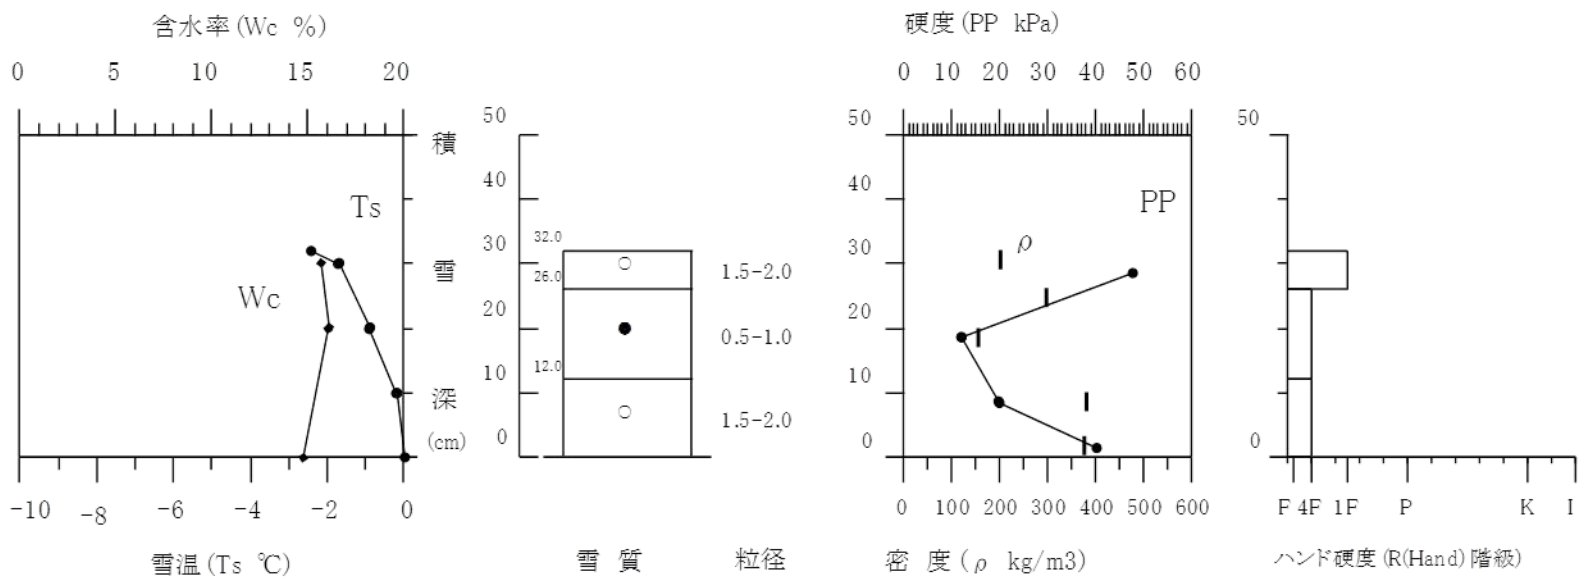 含水率(Wc %)
0 5 10 15 20
積
雪
深
(cm)
Ts
Wc
-10 -8 -6 -4 -2 0
雪温(Ts ℃)
50
40
30
20
10
0
32.0
26.0
12.0
1.5-2.0
0.5-1.0
1.5-2.0
雪 質
粒径
硬度(PP kPa)
0 10 20 30 40 50 60
50
40
30
20
10
0
PP
ρ
0 100 200 300 400 500 600
密 度(ρ kg/m3)
50
0
F 4F 1F P K I
ハンド硬度(R(Hand)階級)